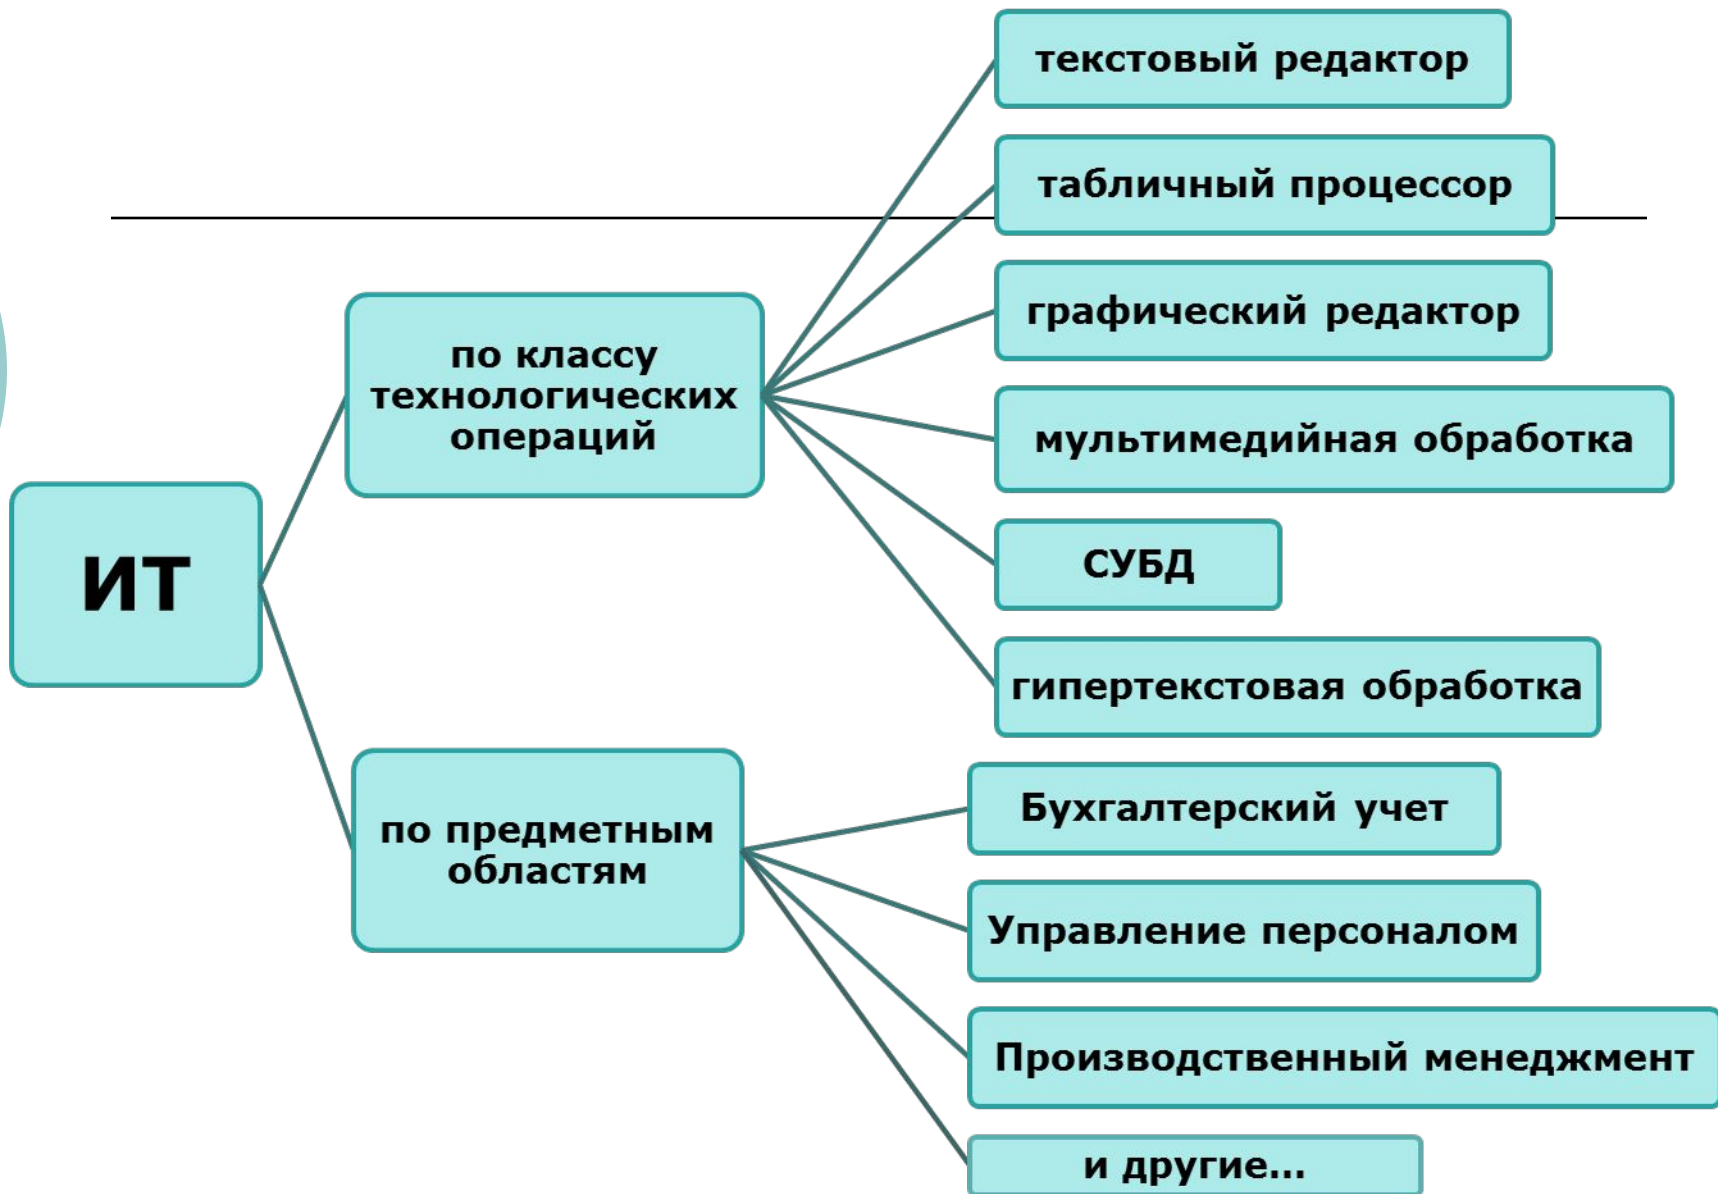 ИТ
по классу
технологических
операций
текстовый редактор
табличный процессор
графический редактор
мультимедийная обработка
СУБД
гипертекстовая обработка
по предметным
областям
Бухгалтерский учет
Управление персоналом
Производственный менеджмент
и другие...